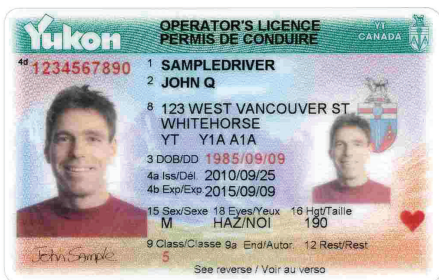 Yukon
OPERATOR'S LICENCE
PERMIS DE CONDUIRE
YT
CANADA
4d 1234567890
1 SAMPLEDRIVER
2 JOHN Q
8 123 WEST VANCOUVER ST
WHITEHORSE
YT Y1A A1A
3 DOB/DD 1985/09/09
4a Iss/Dél. 2010/09/25
4b Exp/Exp 2015/09/09
15 Sex/Sexe 18 Eyes/Yeux 16 Hgt/Taille
M HAZ/NOI 190
9 Class/Classe 9a End/Autor 12 Rest/Rest
5
John Sample
See reverse / Voir au verso